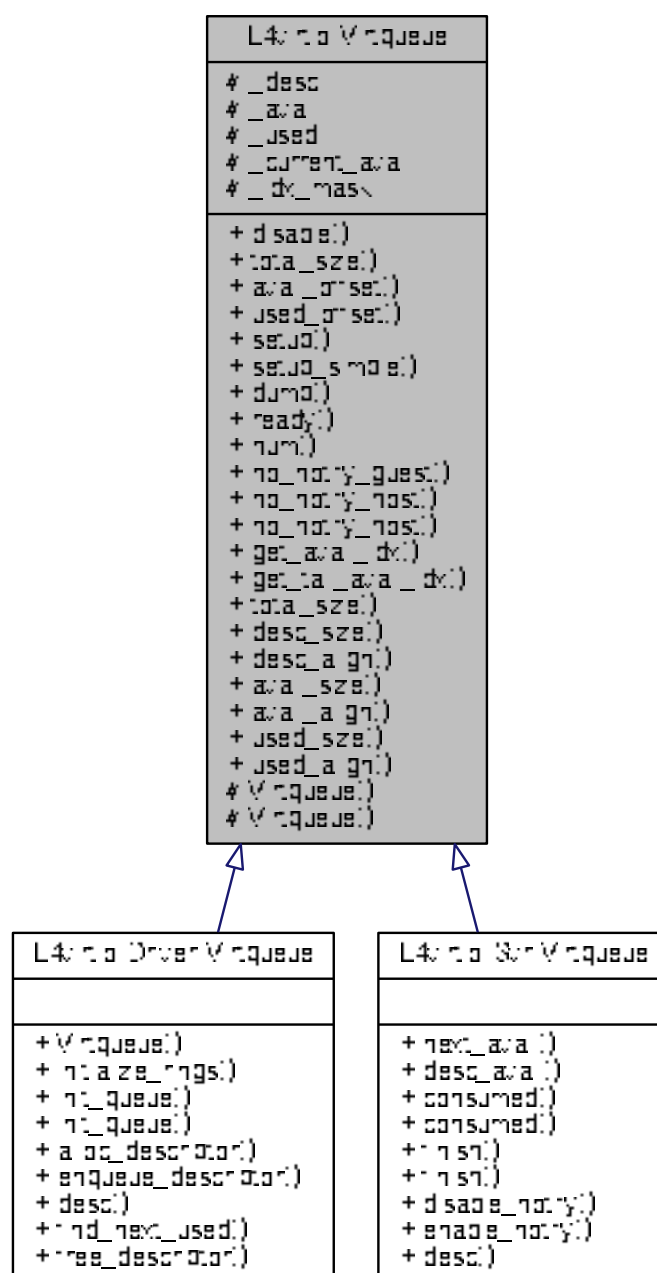 L4virtio::Virtqueue
# _desc
# _avail
# _used
# _current_avail
# _idx_mask
+ disable()
+ total_size()
+ avail_offset()
+ used_offset()
+ setup()
+ setup_simple()
+ dump()
+ ready()
+ num()
+ no_notify_guest()
+ no_notify_host()
+ no_notify_host()
+ get_avail_idx()
+ get_tail_avail_idx()
+ total_size()
+ desc_size()
+ desc_align()
+ avail_size()
+ avail_align()
+ used_size()
+ used_align()
# Virtqueue()
# Virtqueue()
L4virtio::Driver::Virtqueue
+ Virtqueue()
+ initialize_rings()
+ init_queue()
+ init_queue()
+ alloc_descriptor()
+ enqueue_descriptor()
+ desc()
+ find_next_used()
+ free_descriptor()
L4virtio::Svr::Virtqueue
+ next_avail()
+ desc_avail()
+ consumed()
+ consumed()
+ finish()
+ finish()
+ disable_notify()
+ enable_notify()
+ desc()